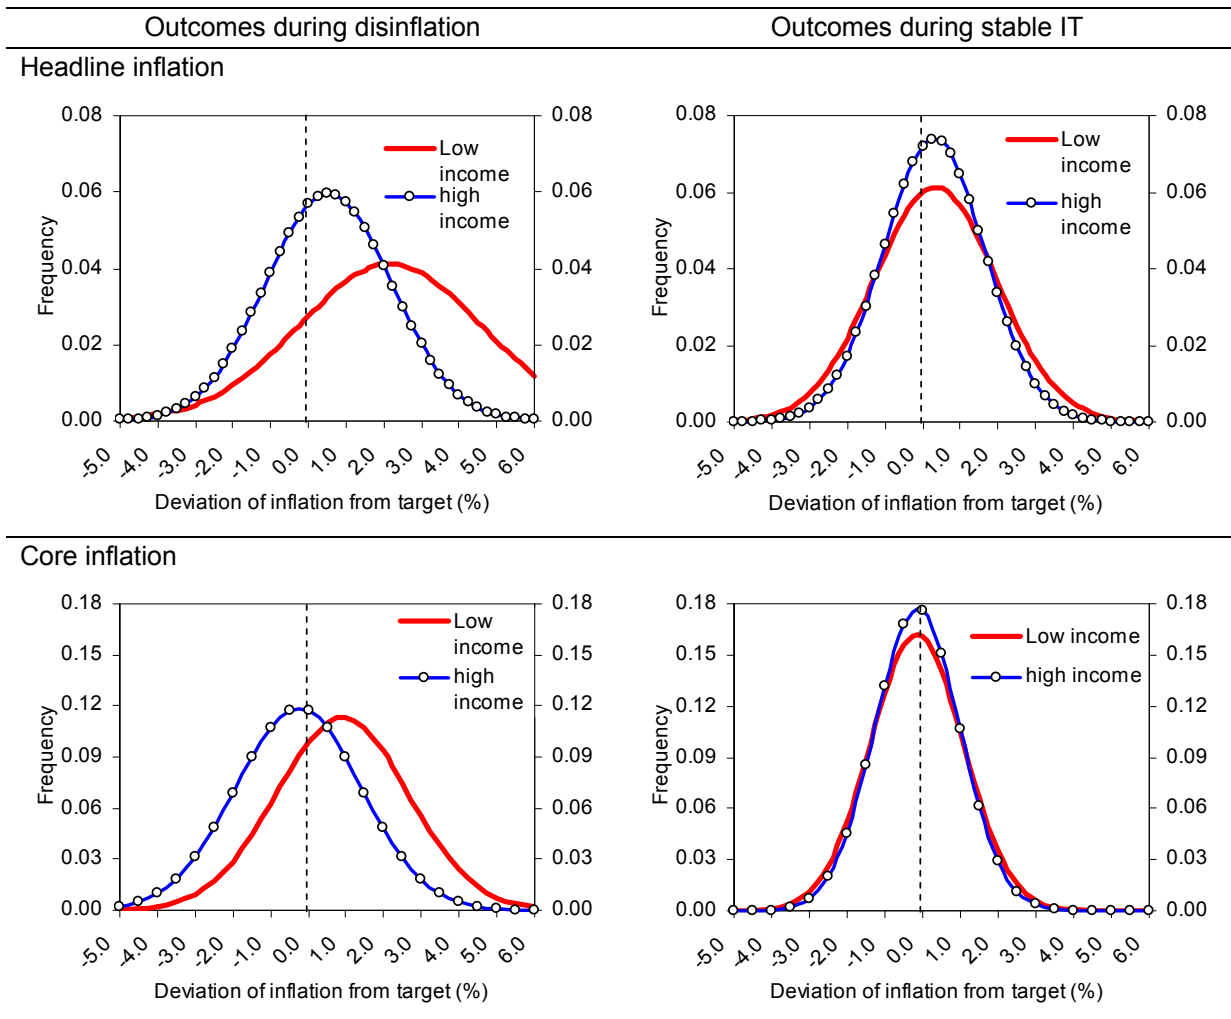 Outcomes during disinflation
Outcomes during stable IT
Headline inflation
0.08
0.06
0.04
0.02
0.00
Frequency
Low
income
high
income
0.08
0.06
0.04
0.02
0.00
-5.0 -4.0 -3.0 -2.0 -1.0 0.0 1.0 2.0 3.0 4.0 5.0 6.0
Deviation of inflation from target (%)
0.08
0.06
0.04
0.02
0.00
Frequency
Low
income
high
income
0.08
0.06
0.04
0.02
0.00
-5.0 -4.0 -3.0 -2.0 -1.0 0.0 1.0 2.0 3.0 4.0 5.0 6.0
Deviation of inflation from target (%)
Core inflation
0.18
0.15
0.12
0.09
0.06
0.03
0.00
Frequency
Low
income
high
income
0.18
0.15
0.12
0.09
0.06
0.03
0.00
-5.0 -4.0 -3.0 -2.0 -1.0 0.0 1.0 2.0 3.0 4.0 5.0 6.0
Deviation of inflation from target (%)
0.18
0.15
0.12
0.09
0.06
0.03
0.00
Frequency
Low income
high income
0.18
0.15
0.12
0.09
0.06
0.03
0.00
-5.0 -4.0 -3.0 -2.0 -1.0 0.0 1.0 2.0 3.0 4.0 5.0 6.0
Deviation of inflation from target (%)